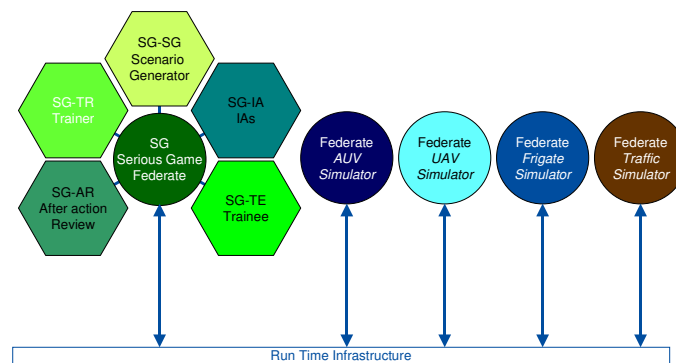 SG-SG
Scenario
Generator
SG-TR
Trainer
SG-IA
IAs
SG
Serious Game
Federate
SG-AR
After action
Review
SG-TE
Trainee
Federate
AUV
Simulator
Federate
UAV
Simulator
Federate
Frigate
Simulator
Federate
Traffic
Simulator
Run Time Infrastructure